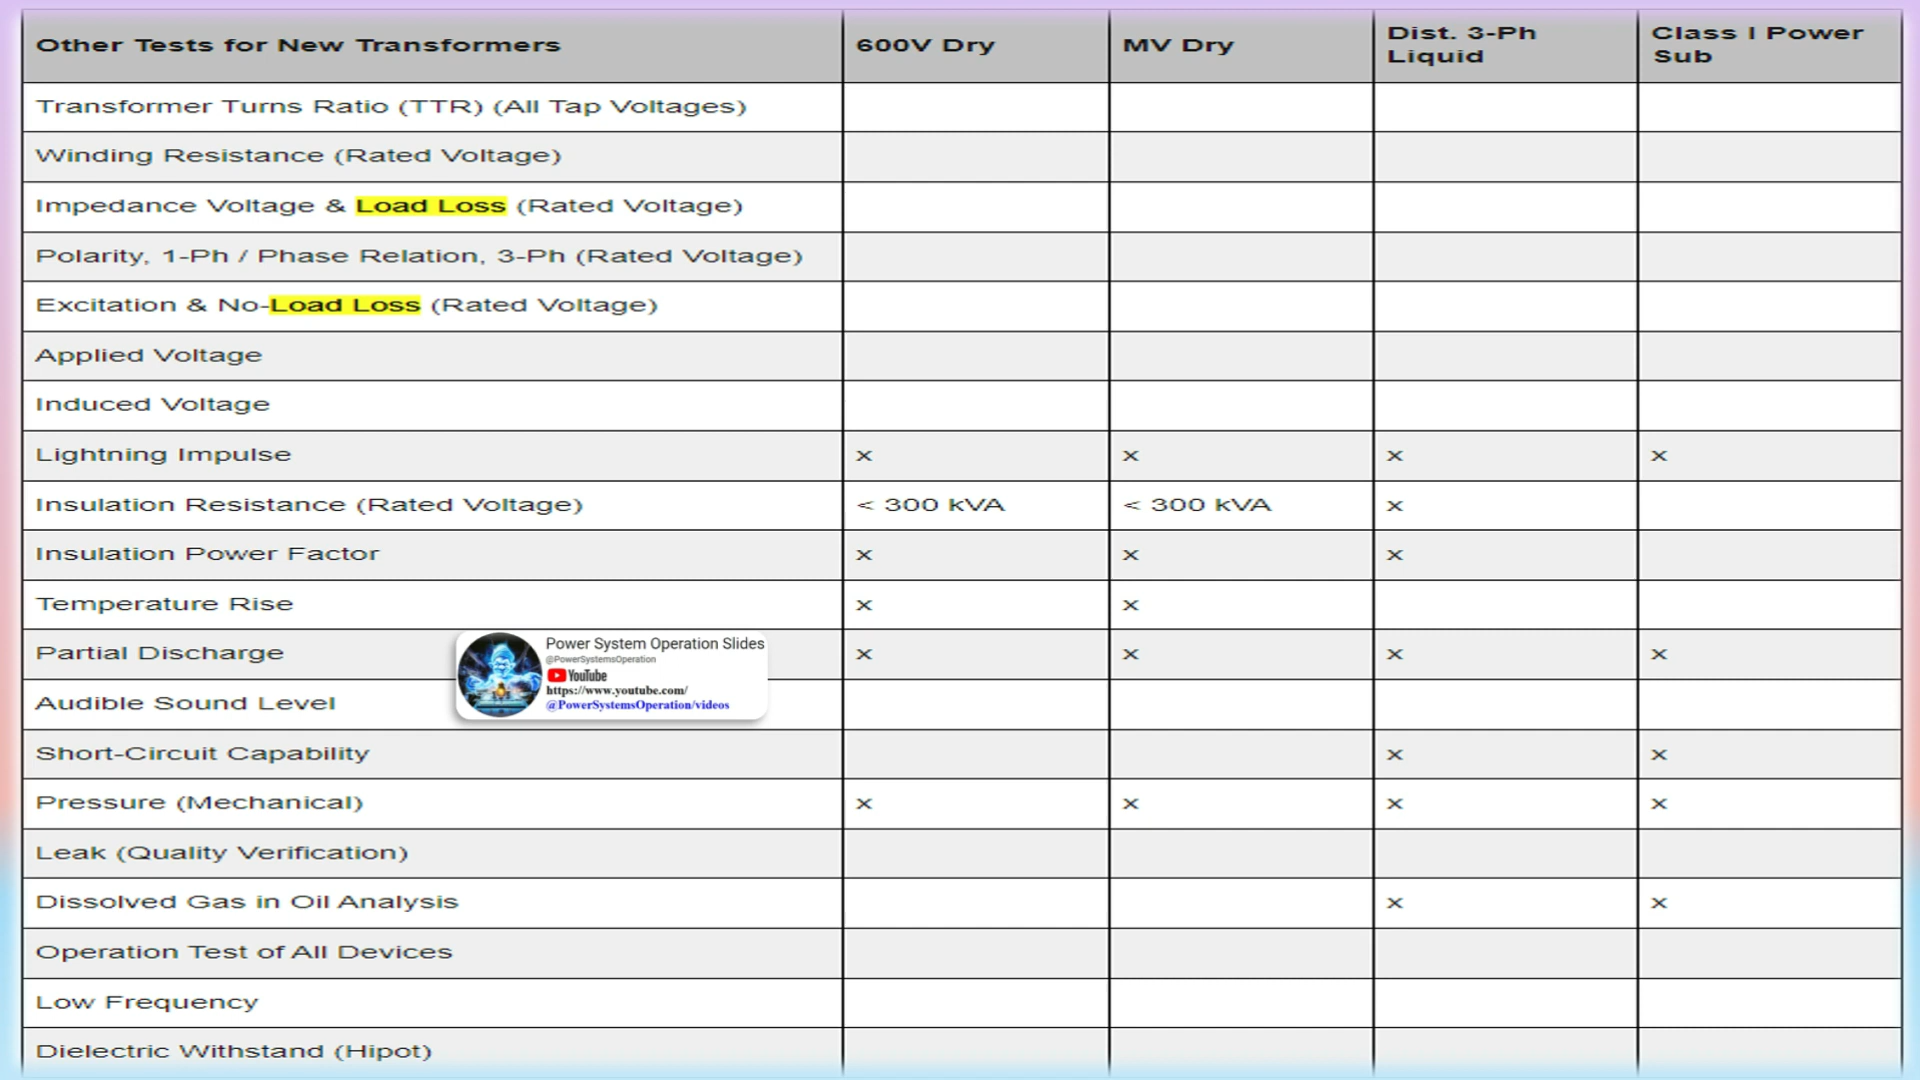 Other Tests for New Transformers 600V Dry MV Dry Dist. 3-Ph Liquid Class I Power Sub
Transformer Turns Ratio (TTR) (All Tap Voltages)
Winding Resistance (Rated Voltage)
Impedance Voltage & Load Loss (Rated Voltage)
Polarity, 1-Ph / Phase Relation, 3-Ph (Rated Voltage)
Excitation & No-Load Loss (Rated Voltage)
Applied Voltage
Induced Voltage
Lightning Impulse x x x x
Insulation Resistance (Rated Voltage) < 300 kVA < 300 kVA x
Insulation Power Factor x x x
Temperature Rise x x
Partial Discharge x x x x
Power System Operation Slides
@PowerSystemsOperation
YouTube
https://www.youtube.com/
@PowerSystemsOperation/videos
Audible Sound Level
Short-Circuit Capability x x
Pressure (Mechanical) x x x x
Leak (Quality Verification)
Dissolved Gas in Oil Analysis x x
Operation Test of All Devices
Low Frequency
Dielectric Withstand (Hipot)